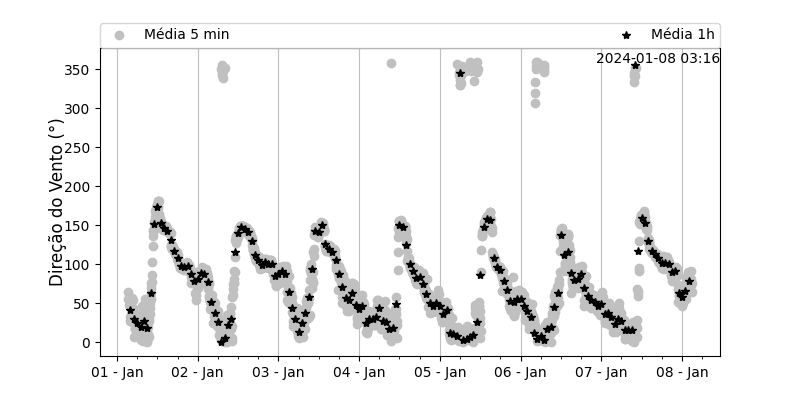 Média 5 min
Média 1h
2024-01-08 03:16
Direção do Vento (°)
350
300
250
200
150
100
50
0
01 - Jan
02 - Jan
03 - Jan
04 - Jan
05 - Jan
06 - Jan
07 - Jan
08 - Jan